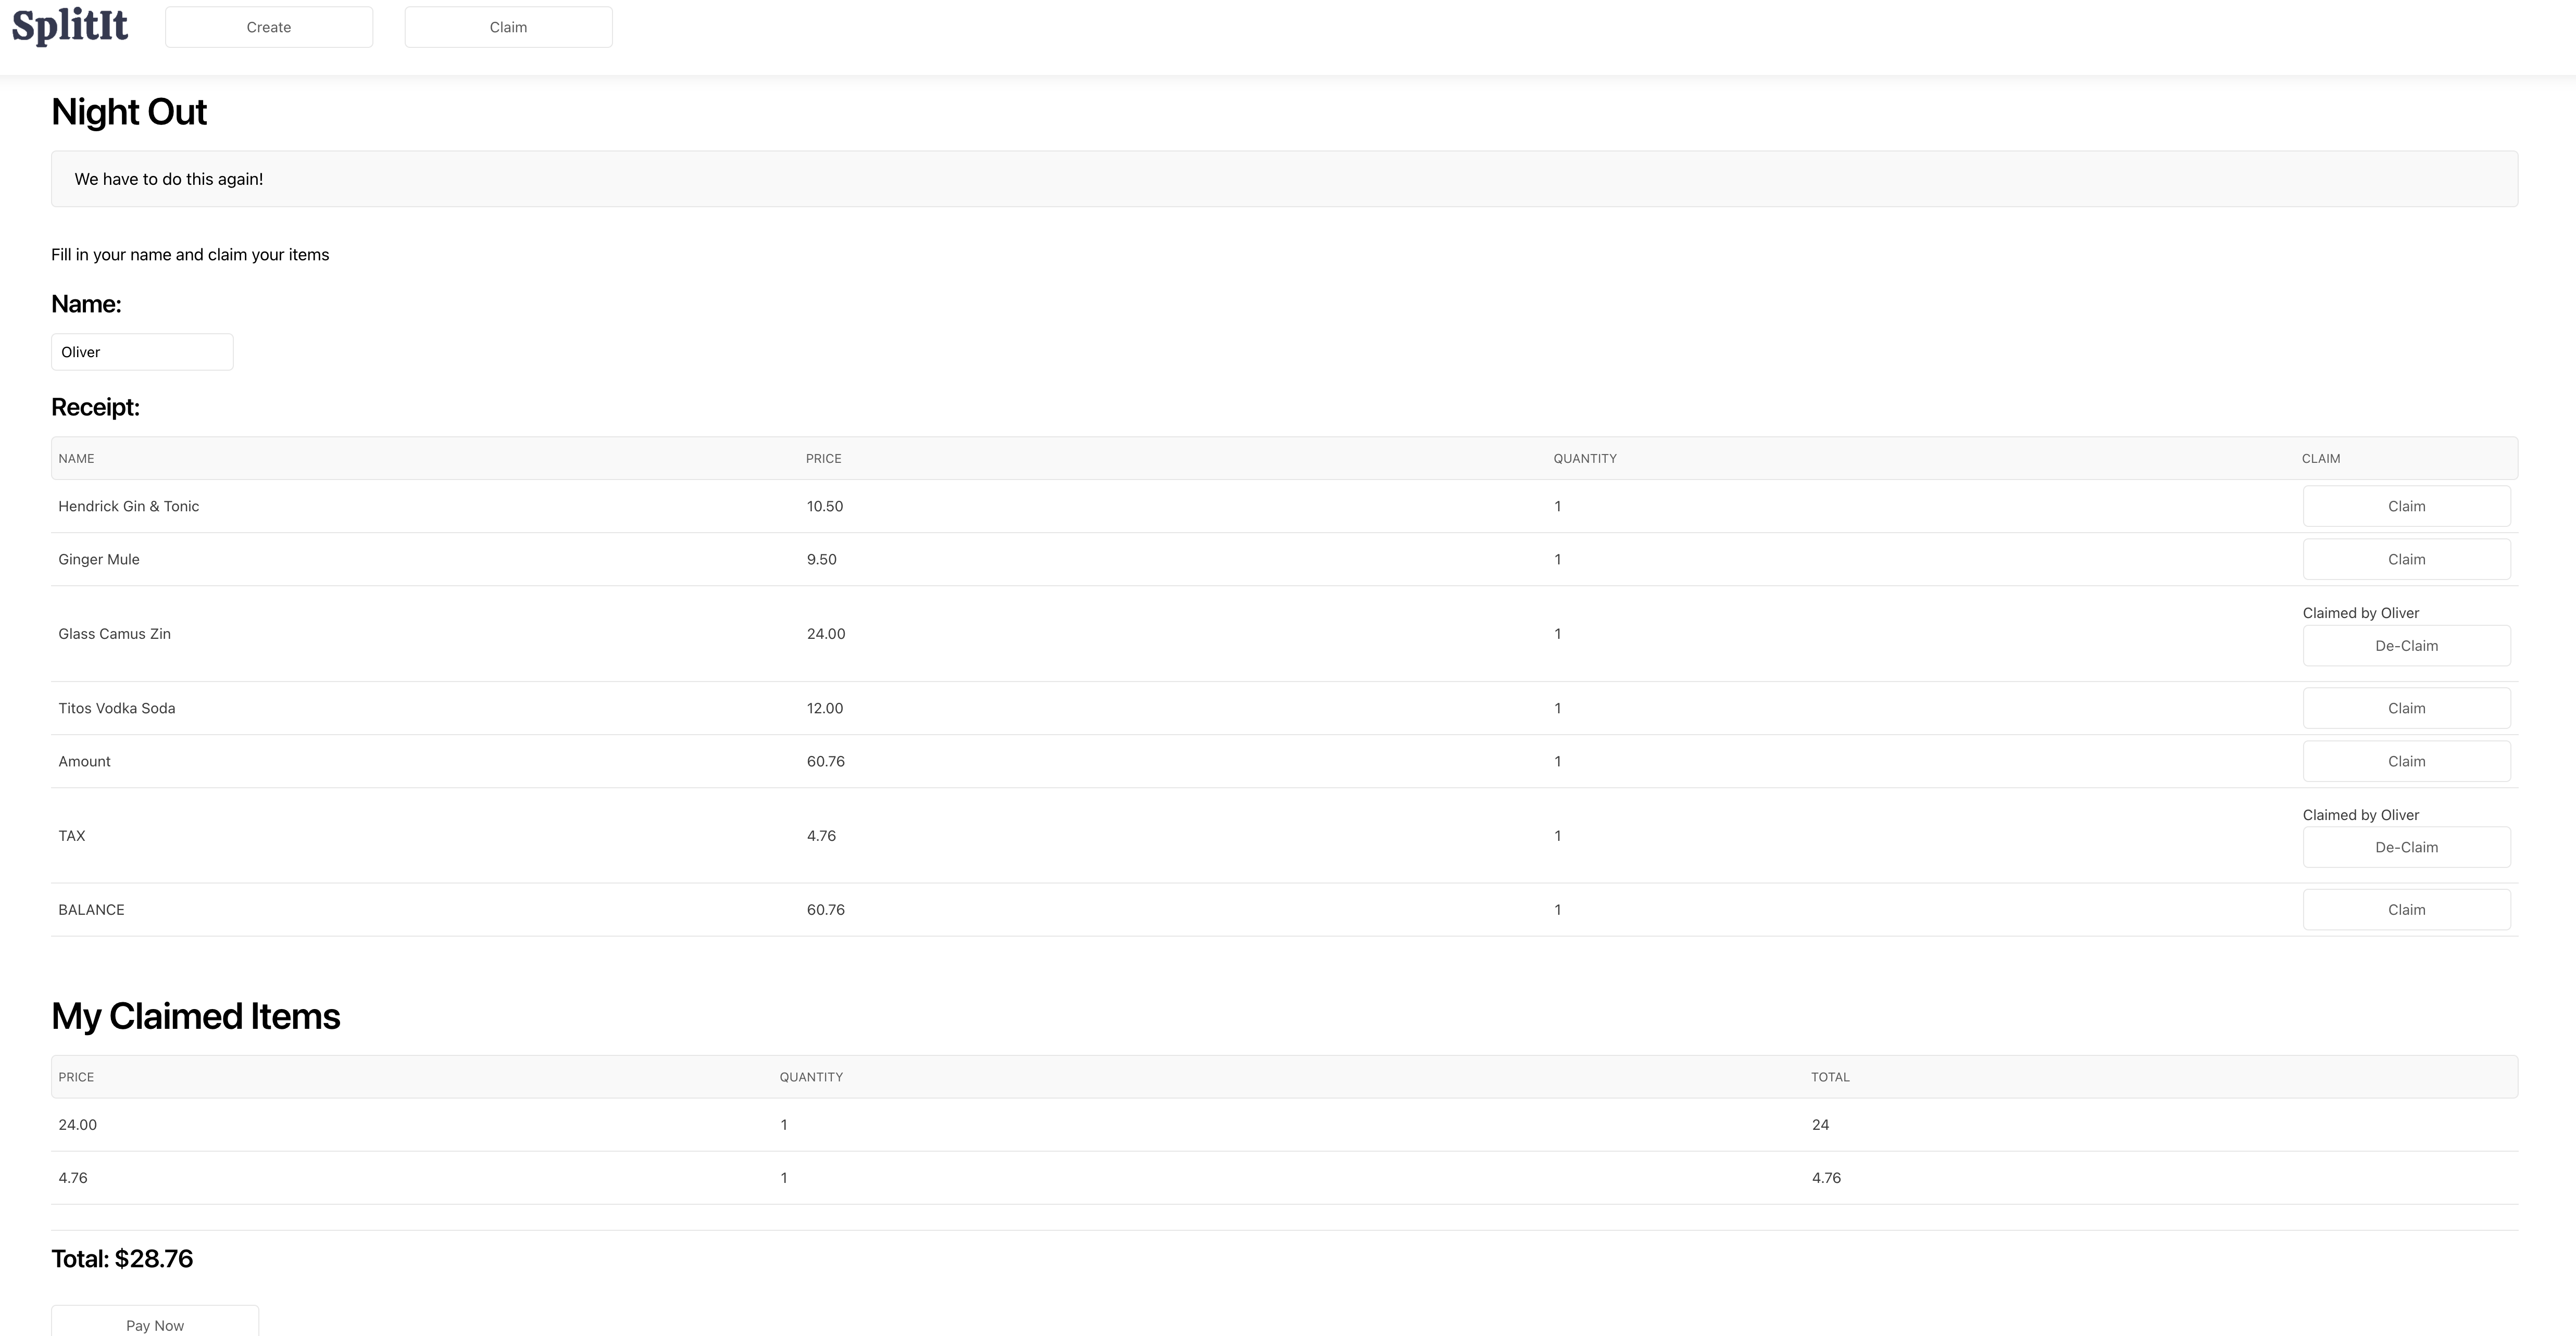 SplitIt Create Claim
Night Out
We have to do this again!
Fill in your name and claim your items
Name:
Oliver
Receipt:
NAME PRICE QUANTITY CLAIM
Hendrick Gin & Tonic 10.50 1 Claim
Ginger Mule 9.50 1 Claim
Claimed by Oliver
Glass Camus Zin 24.00 1 De-Claim
Titos Vodka Soda 12.00 1 Claim
Amount 60.76 1 Claim
Claimed by Oliver
TAX 4.76 1 De-Claim
BALANCE 60.76 1 Claim
My Claimed Items
PRICE QUANTITY TOTAL
24.00 1 24
4.76 1 4.76
Total: $28.76
Pay Now